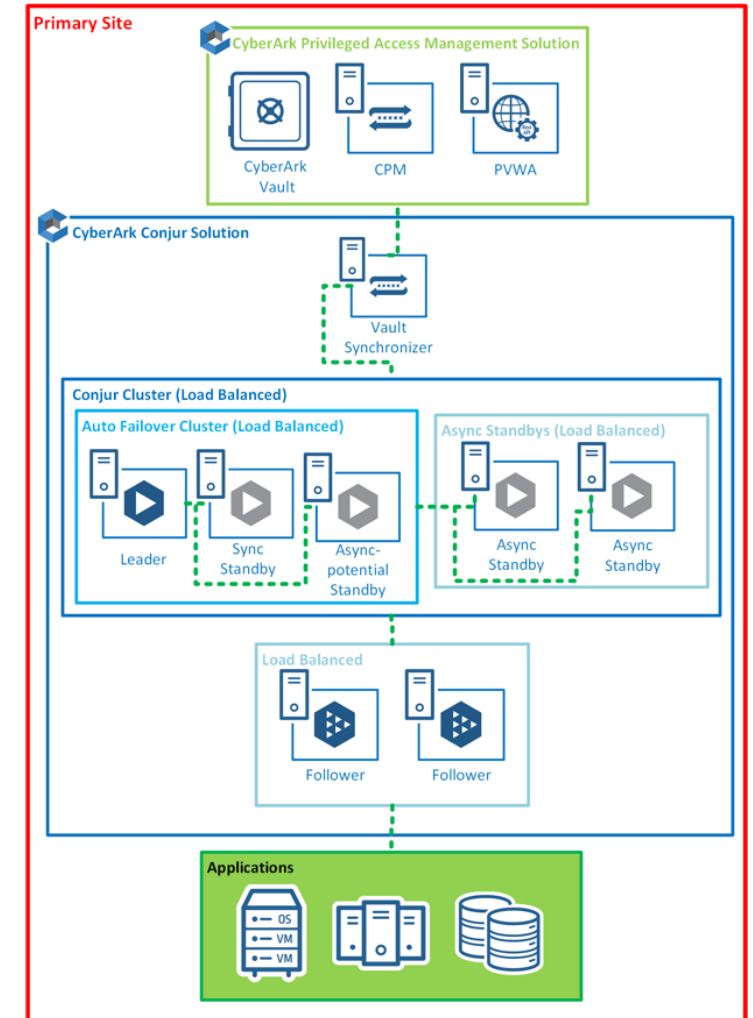 Primary Site
CyberArk Privileged Access Management Solution
CyberArk
Vault
CPM
PVWA
Rest
API
CyberArk Conjur Solution
Vault
Synchronizer
Conjur Cluster (Load Balanced)
Auto Failover Cluster (Load Balanced)
Async Standbys (Load Balanced)
Leader
Sync
Standby
Async-
potential
Standby
Async
Standby
Async
Standby
Load Balanced
Follower
Follower
Applications
OS
VM
VM